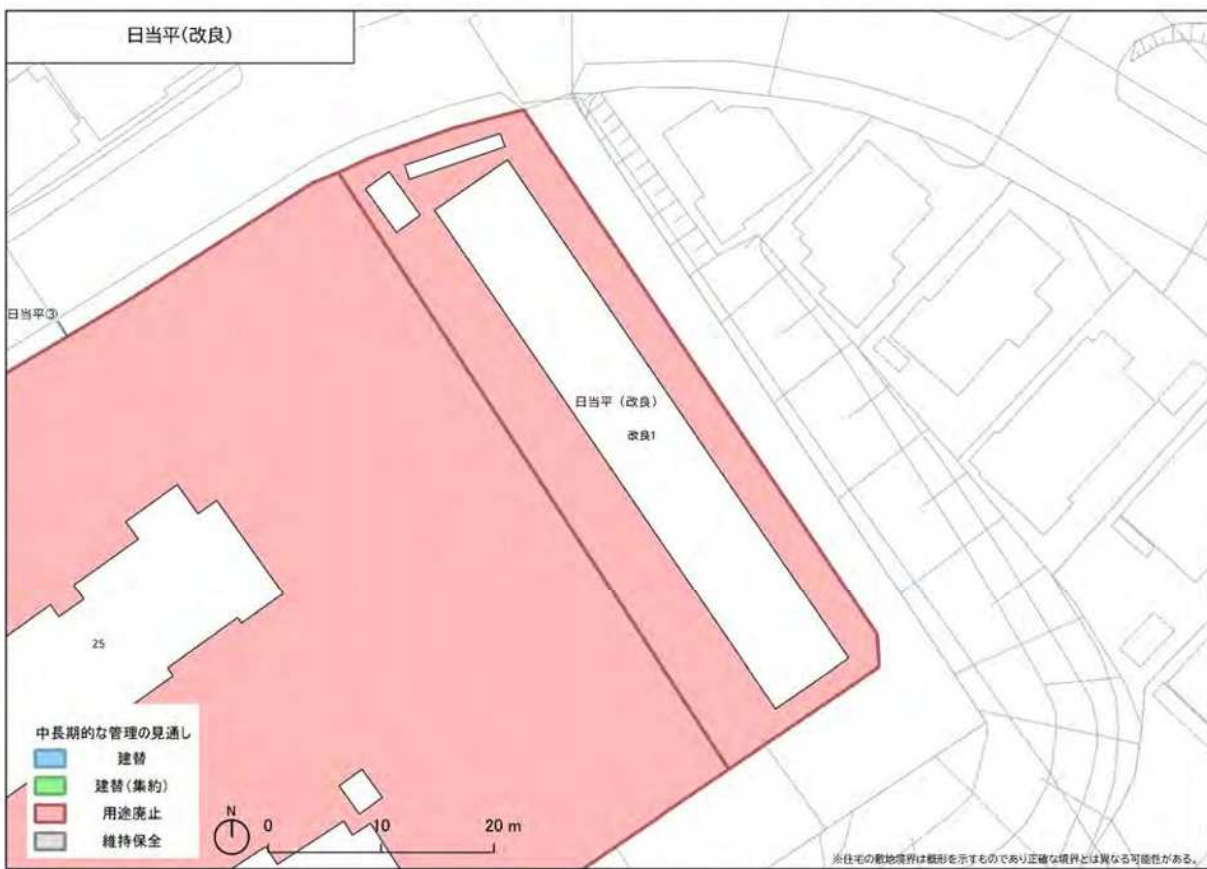 日当平(改良)
日当平③
日当平（改良）
改良1
25
中長期的な管理の見通し
建替
建替(集約)
用途廃止
維持保全
N
0 10 20 m
※住宅の敷地境界は概形を示すものであり正確な境界とは異なる可能性がある。